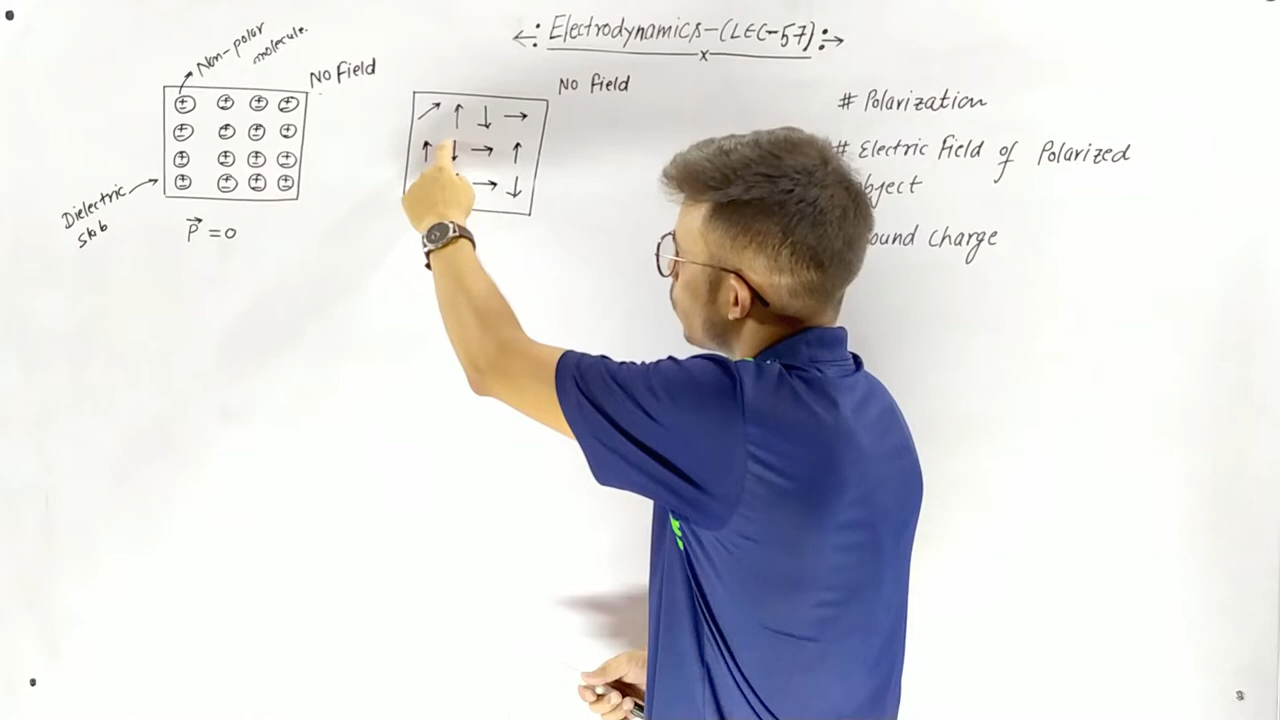 Electrodynamics-(LEC-57)
x
Non-polar
molecule.
No Field
Dielectric
slab
P⃗ = 0
No field
# Polarization
# Electric Field of Polarized
bject
ound Charge